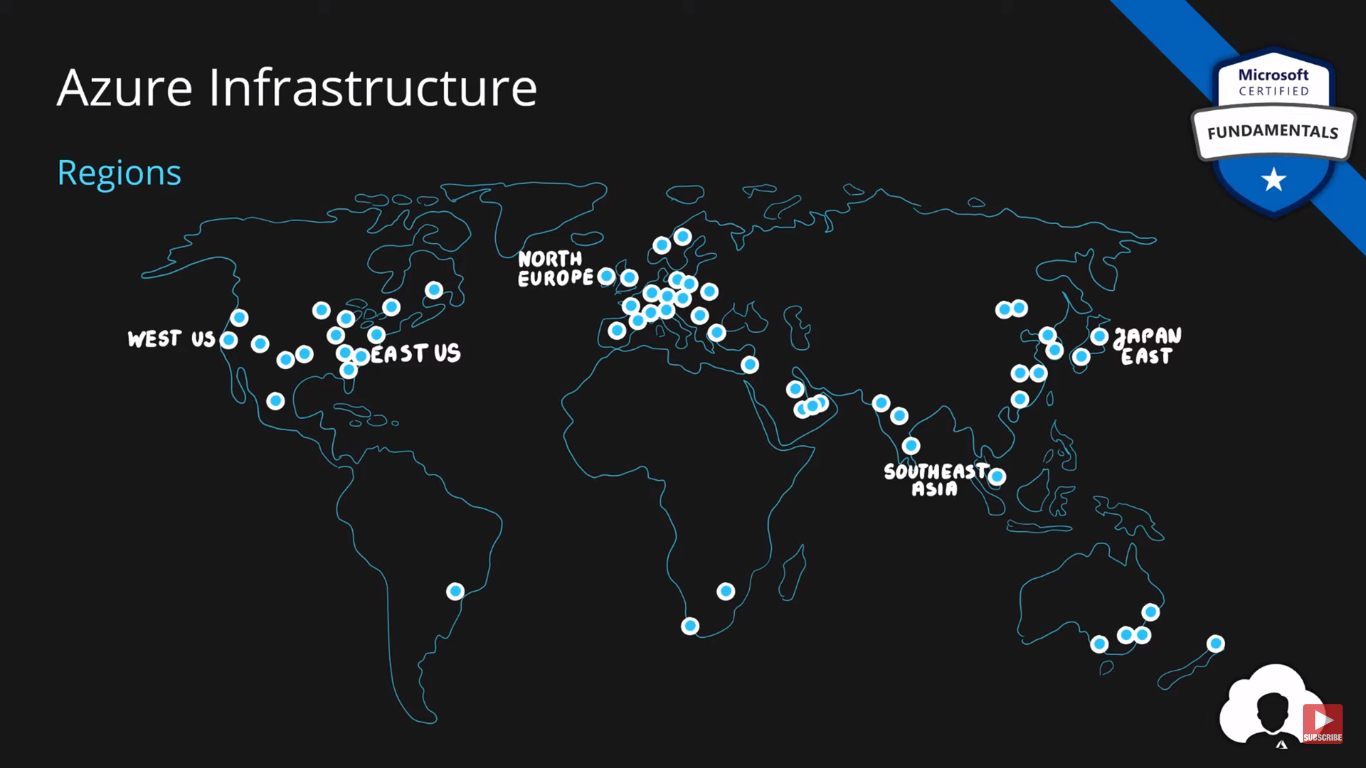 Azure Infrastructure
Regions
Microsoft
CERTIFIED
FUNDAMENTALS
NORTH
EUROPE
WEST US
EAST US
JAPAN
EAST
SOUTHEAST
ASIA
SUBSCRIBE